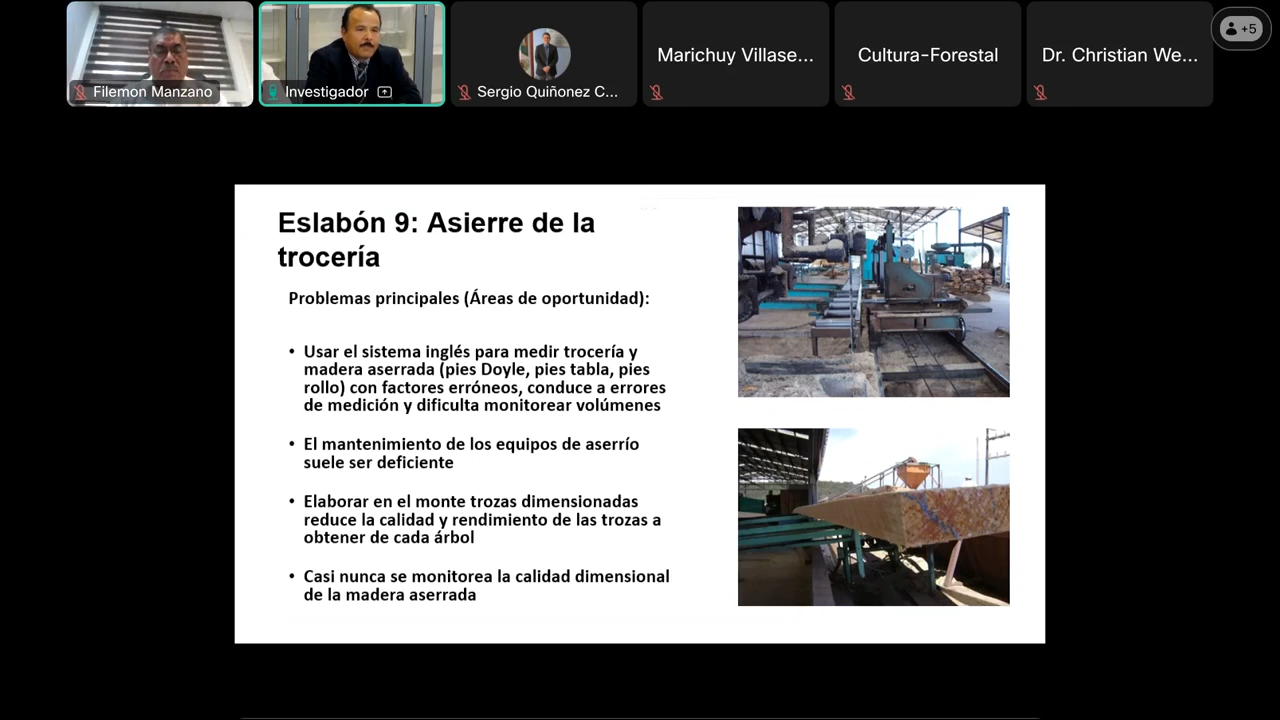 Filemon Manzano
Investigador
Sergio Quiñonez C...
Marichuy Villase...
Cultura-Forestal
Dr. Christian We...
+5
Eslabón 9: Asierre de la
trocería
Problemas principales (Áreas de oportunidad):
• Usar el sistema inglés para medir trocería y
madera aserrada (pies Doyle, pies tabla, pies
rollo) con factores erróneos, conduce a errores
de medición y dificulta monitorear volúmenes
• El mantenimiento de los equipos de aserrío
suele ser deficiente
• Elaborar en el monte trozas dimensionadas
reduce la calidad y rendimiento de las trozas a
obtener de cada árbol
• Casi nunca se monitorea la calidad dimensional
de la madera aserrada